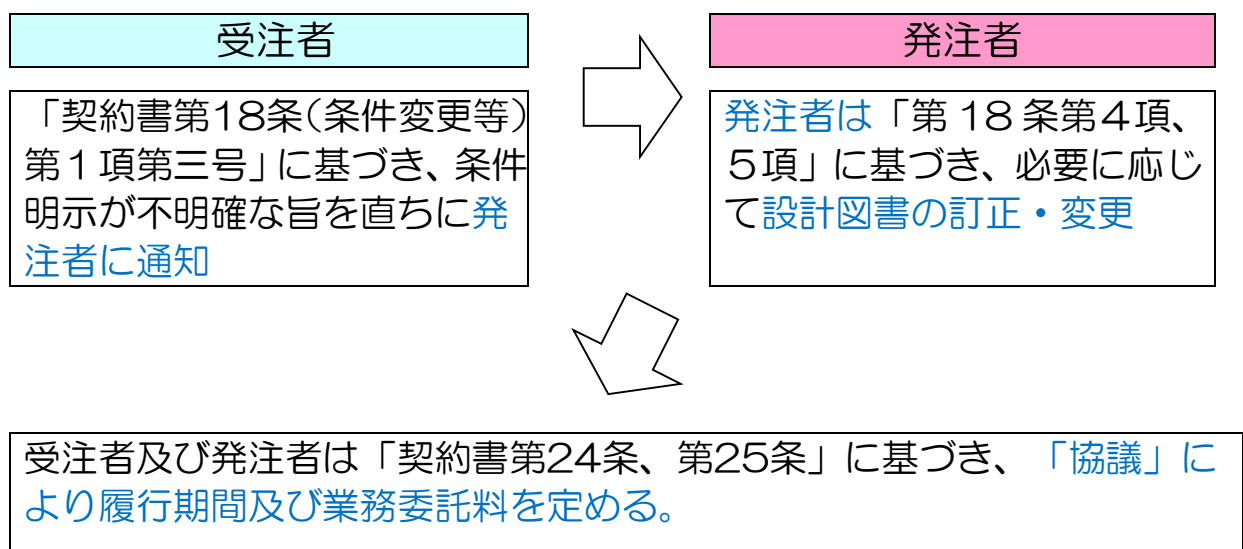 受注者
「契約書第18条(条件変更等)
第1項第三号」に基づき、条件
明示が不明確な旨を直ちに発
注者に通知
発注者
発注者は「第 18 条第4項、
5項」に基づき、必要に応じ
て設計図書の訂正・変更
受注者及び発注者は「契約書第24条、第25条」に基づき、「協議」に
より履行期間及び業務委託料を定める。